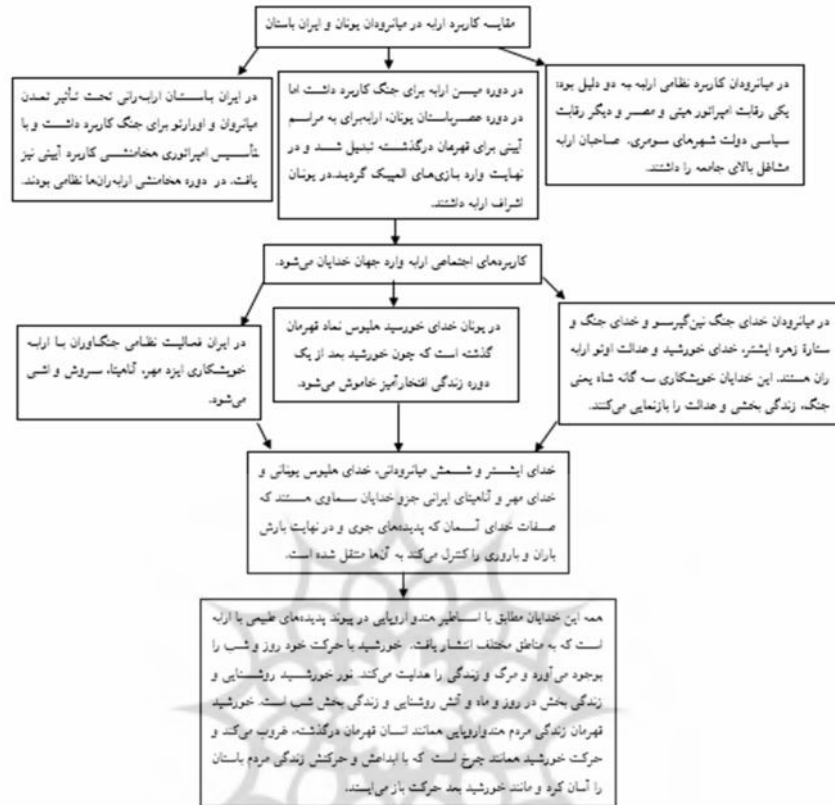 مقایسه کاربرد ارابه در میانرودان یونان و ایران باستان
در میانرودان کاربرد نظامی ارابه به دو دلیل بود:
یکی رقابت امپراتور هیتی و مصر و دیگر رقابت
سیاسی دولت شهرهای سومری. صاحبان ارابه
مشاغل بالای جامعه را داشتند.
در دوره میسن ارابه برای جنگ کاربرد داشت اما
در دوره عصرباستان یونان، ارابه‌برای به مراسم
آیینی برای قهرمان درگذشته تبدیل شد و در
نهایت وارد بازی‌های المپیک گردید.در یونان
اشراف ارابه داشتند.
در ایران باستان ارابه‌رانی تحت تأثیر تمدن
میانرودان و اورارتو برای جنگ کاربرد داشت و با
تأسیس امپراتوری هخامنشی کاربرد آیینی نیز
یافت. در دوره هخامنشی ارابه‌ران‌ها نظامی بودند.
کاربردهای اجتماعی ارابه وارد جهان خدایان می‌شود.
در میانرودان خدای جنگ نین‌گیرسو و خدای جنگ و
ستارۀ زهره ایشتر، خدای خورشید و عدالت اوتو ارابه
ران هستند. این خدایان خویشکاری سه گانه شاه یعنی
جنگ، زندگی بخشی و عدالت را بازنمایی می‌کنند.
در یونان خدای خورسید هلیوس نماد قهرمان
گذشته است که چون خورشید بعد از یک
دوره زندگی افتخارآمیز خاموش می‌شود.
در ایران فعالیت نظامی جنگاوران با ارابه
خویشکاری ایزد مهر، آناهیتا، سروش و اشی
می‌شود.
خدای ایشتر و شمش میانرودانی، خدای هلیوس یونانی و
خدای مهر و آناهیتای ایرانی جزو خدایان سماوی هستند که
صفات خدای آسمان که پدیده‌های جوی و در نهایت بارش
باران و باروری را کنترل می‌کند به آن‌ها منتقل شده است.
همه این خدایان مطابق با اساطیر هندو اروپایی در پیوند پدیده‌های طبیعی با ارابه
است که به مناطق مختلف انتشار یافت. خورشید با حرکت خود روز و شب را
بوجود می‌آورد و مرگ و زندگی را هدایت می‌کند. نور خورشید روشنایی و
زندگی بخش در روز و ماه و آتش روشنایی و زندگی بخش شب است. خورشید
قهرمان زندگی مردم هندواروپایی همانند انسان قهرمان درگذشته، غروب می‌کند و
حرکت خورشید همانند چرخ است که با ابداعش و حرکتش زندگی مردم باستان
را آسان کرد و مانند خورشید بعد حرکت باز می‌ایستد.